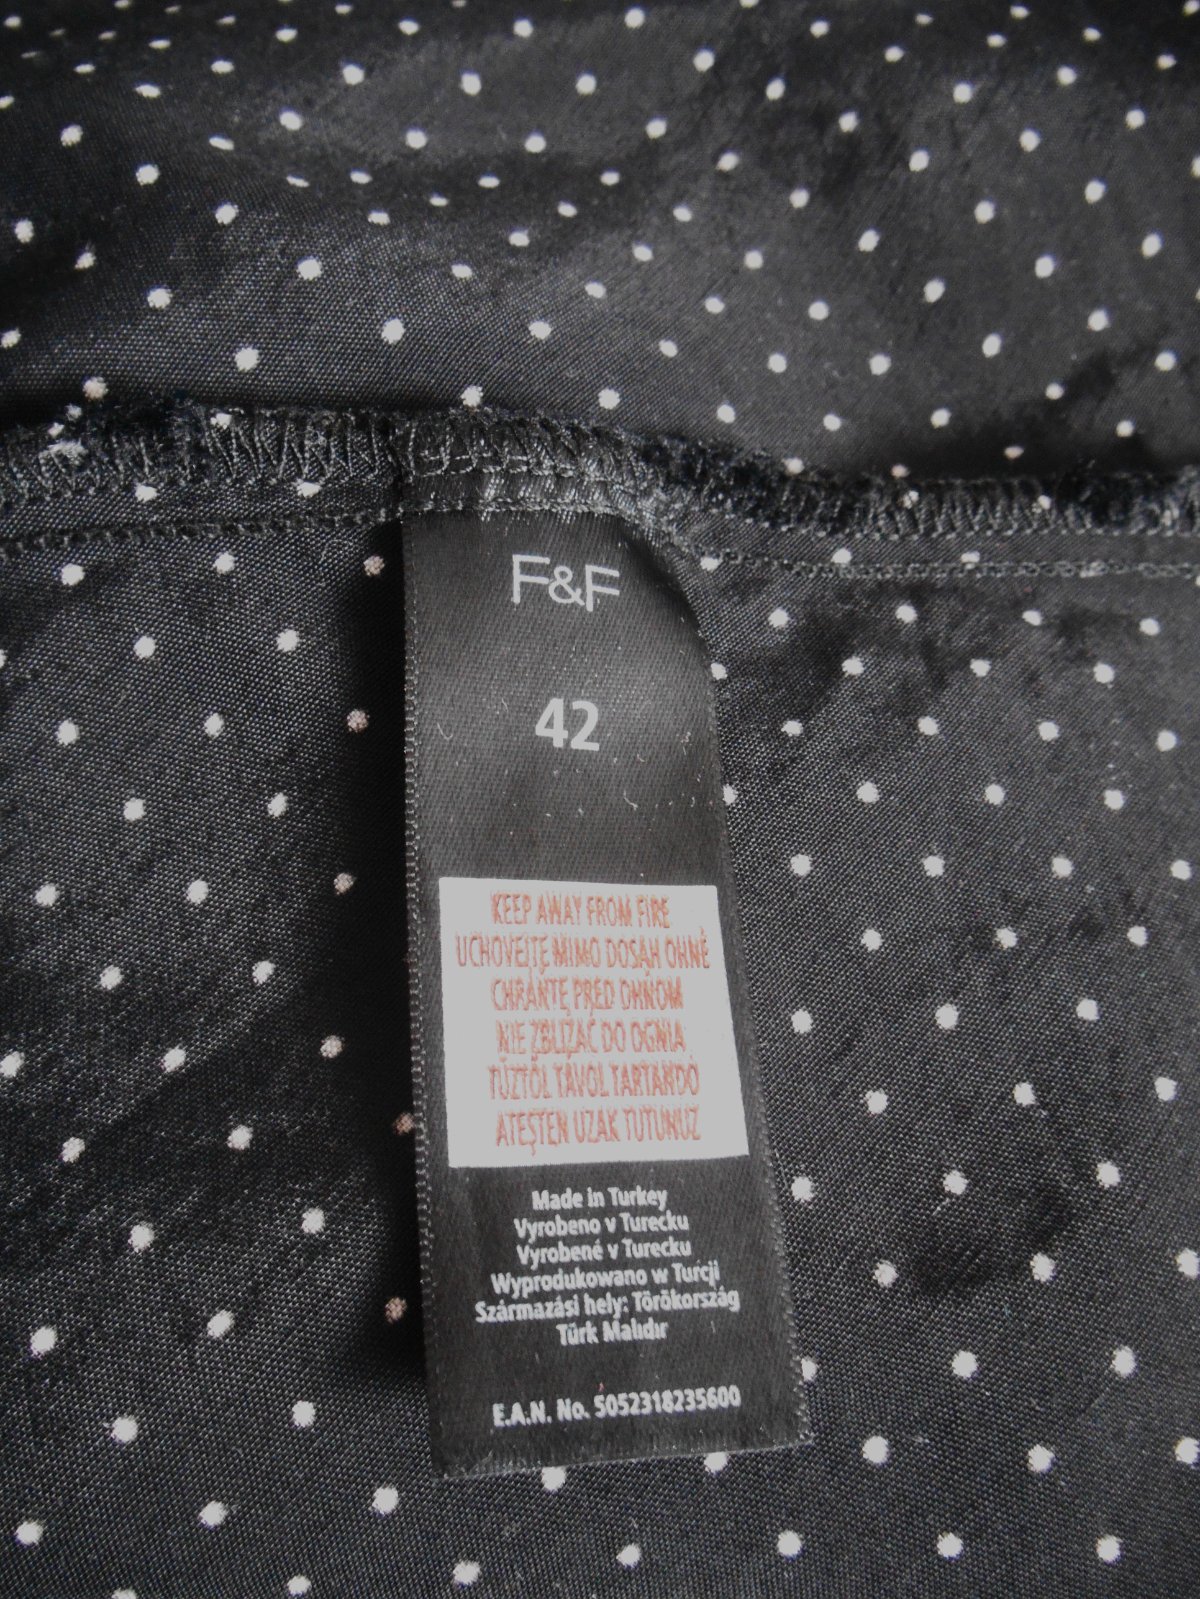 F&F
42
KEEP AWAY FROM FIRE
UCHOVEJTE MIMO DOSAH OHNĚ
CHRÁŇTE PRED OHŇOM
NIE ZBLIŻAĆ DO OGNIA
TŰZTŐL TÁVOL TARTANDÓ
ATEŞTEN UZAK TUTUNUZ
Made in Turkey
Vyrobeno v Turecku
Vyrobené v Turecku
Wyprodukowano w Turcji
Származási hely: Törökország
Türk Malıdır
E.A.N. No. 5052318235600